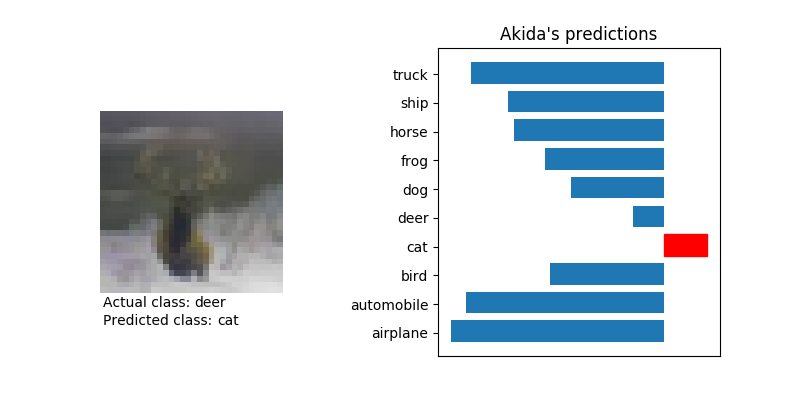 Akida's predictions
truck
ship
horse
frog
dog
deer
cat
bird
automobile
airplane
Actual class: deer
Predicted class: cat